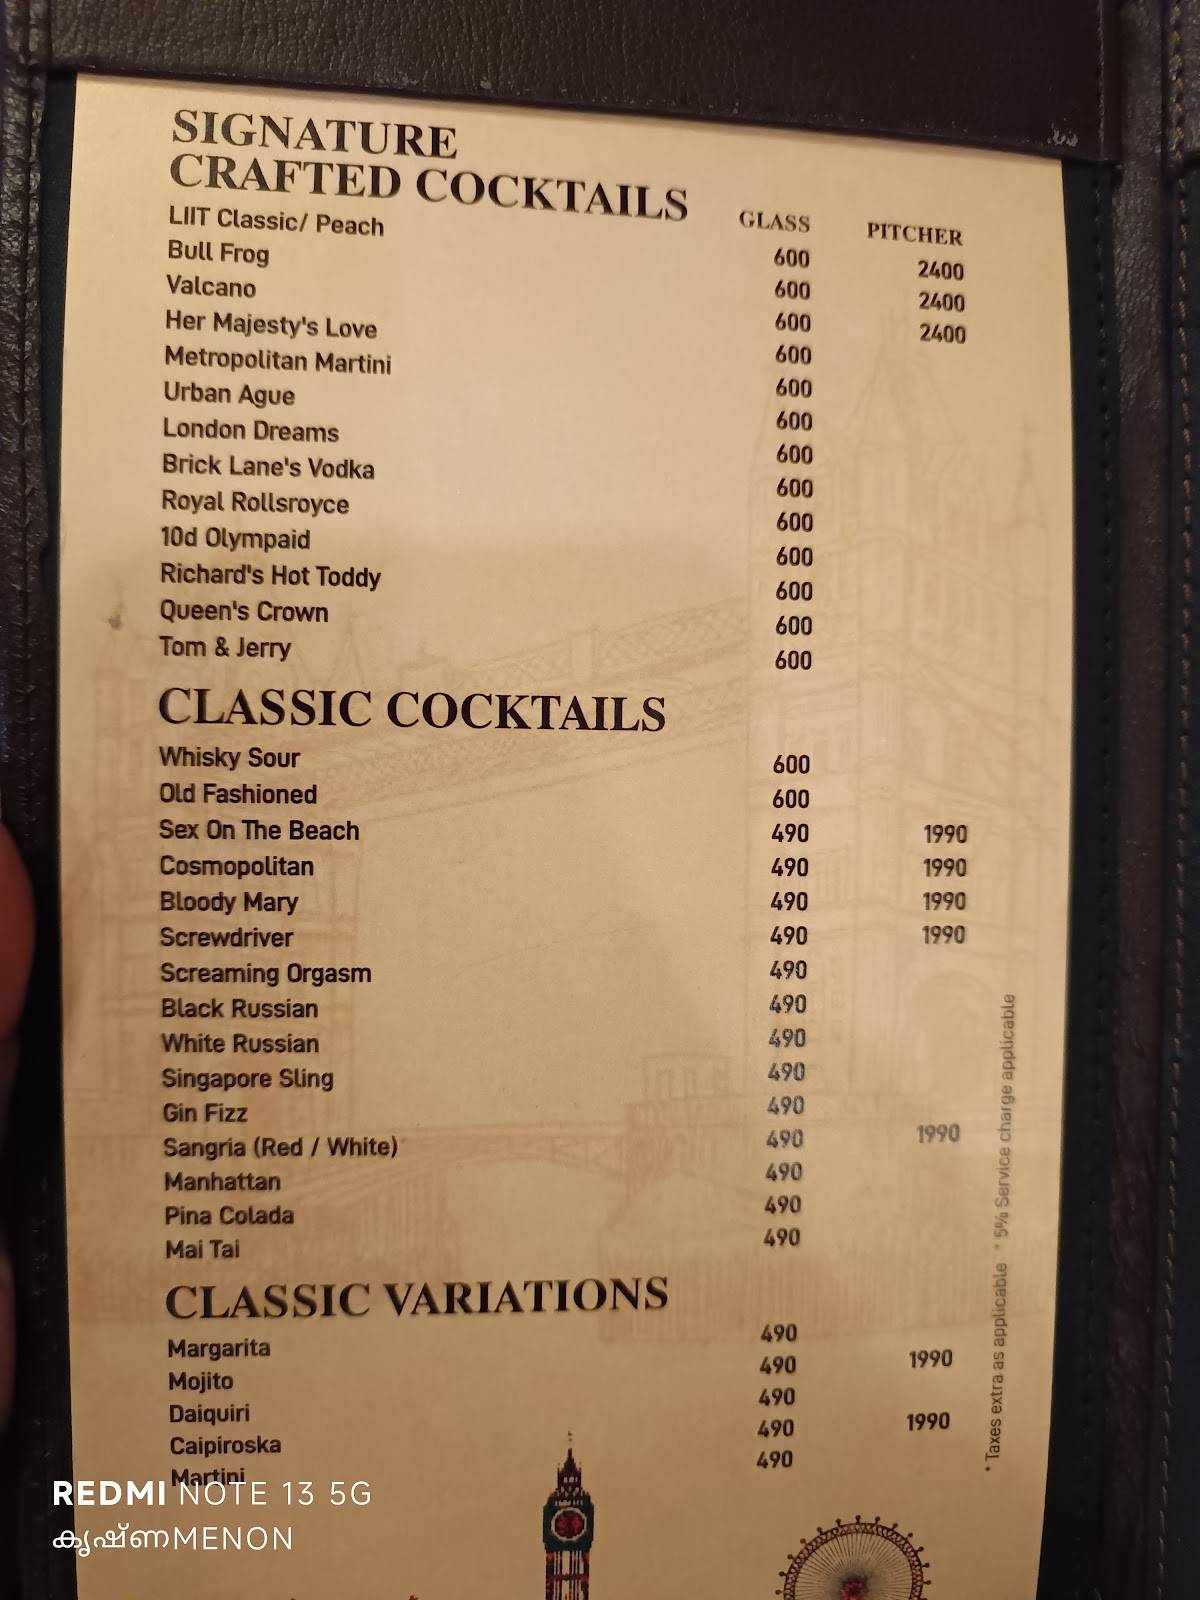 SIGNATURE
CRAFTED COCKTAILS GLASS PITCHER
LIIT Classic/ Peach 600 2400
Bull Frog 600 2400
Valcano 600 2400
Her Majesty's Love 600
Metropolitan Martini 600
Urban Ague 600
London Dreams 600
Brick Lane's Vodka 600
Royal Rollsroyce 600
10d Olympaid 600
Richard's Hot Toddy 600
Queen's Crown 600
Tom & Jerry 600
CLASSIC COCKTAILS
Whisky Sour 600
Old Fashioned 600
Sex On The Beach 490 1990
Cosmopolitan 490 1990
Bloody Mary 490 1990
Screwdriver 490 1990
Screaming Orgasm 490
Black Russian 490
White Russian 490
Singapore Sling 490
Gin Fizz 490
Sangria (Red / White) 490 1990
Manhattan 490
Pina Colada 490
Mai Tai 490
CLASSIC VARIATIONS
Margarita 490
Mojito 490 1990
Daiquiri 490
Caipiroska 490 1990
Martini 490
* Taxes extra as applicable * 5% Service charge applicable
REDMI NOTE 13 5G
കൃഷ്ണMENON